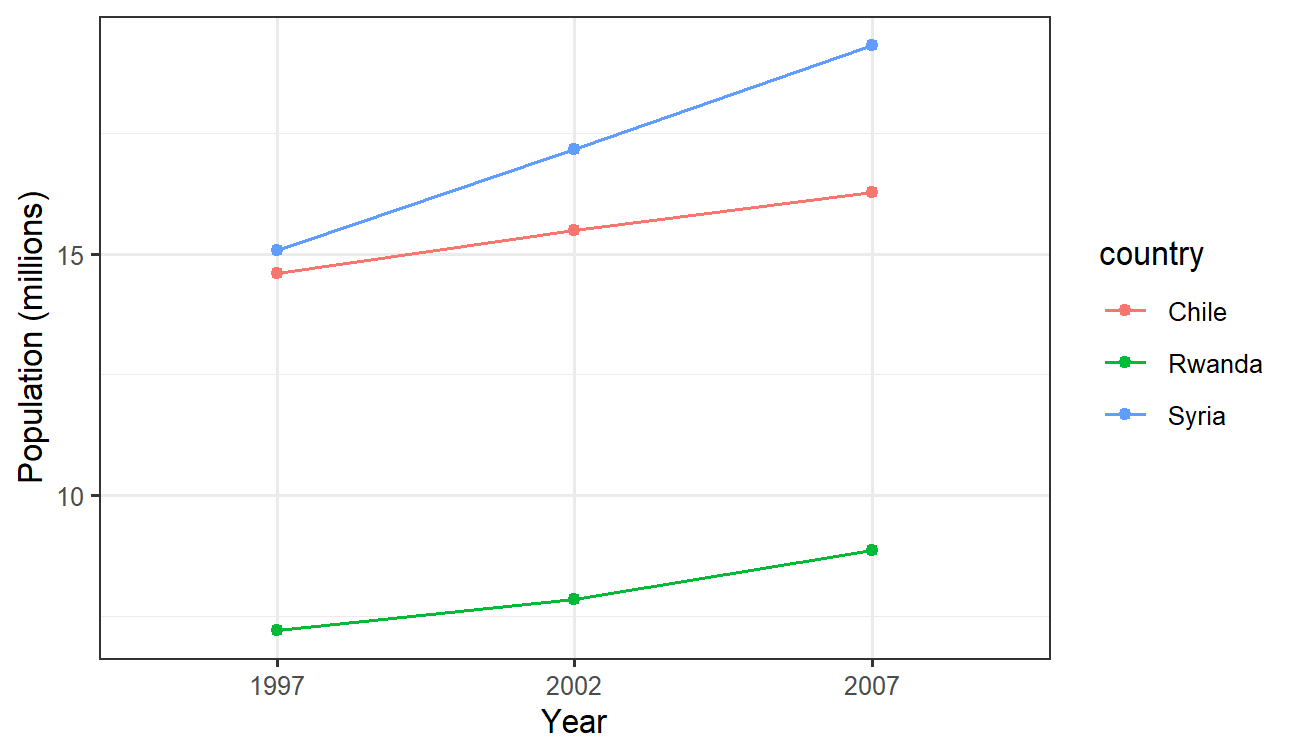 Population (millions)
15
10
1997 2002 2007
Year
country
Chile
Rwanda
Syria